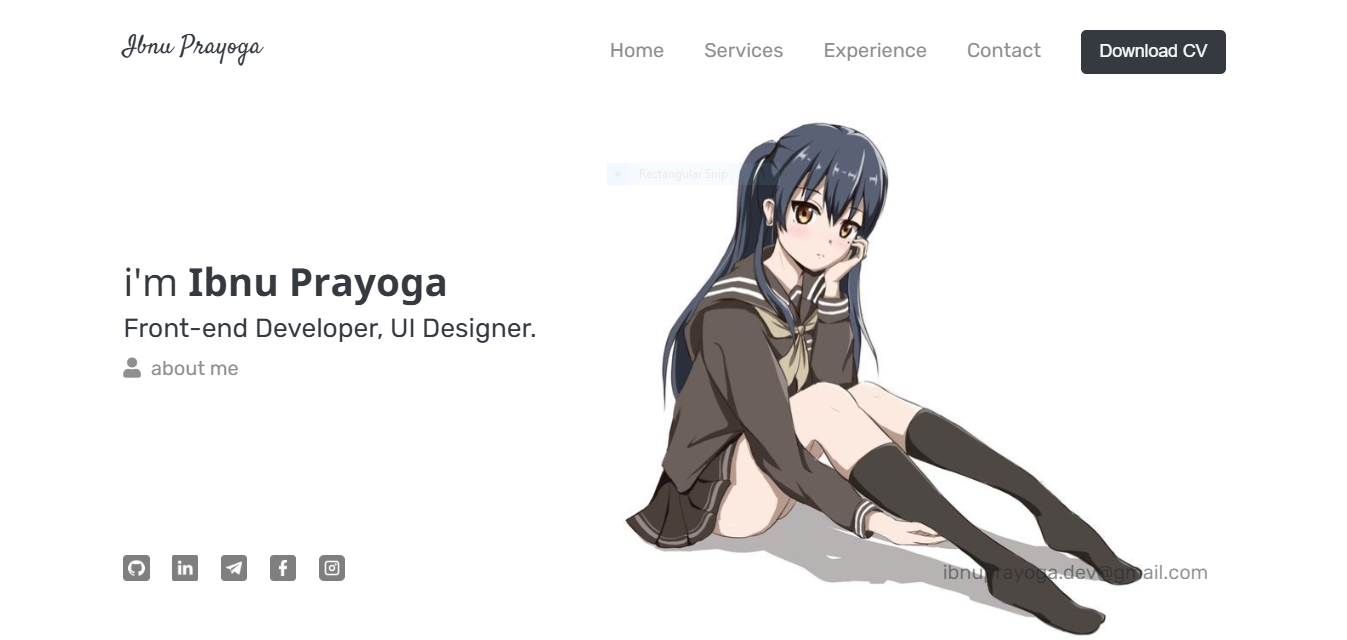 Ibnu Prayoga
Home Services Experience Contact Download CV
Rectangular Snip
i'm Ibnu Prayoga
Front-end Developer, UI Designer.
about me
in
ibnuprayoga.dev@gmail.com